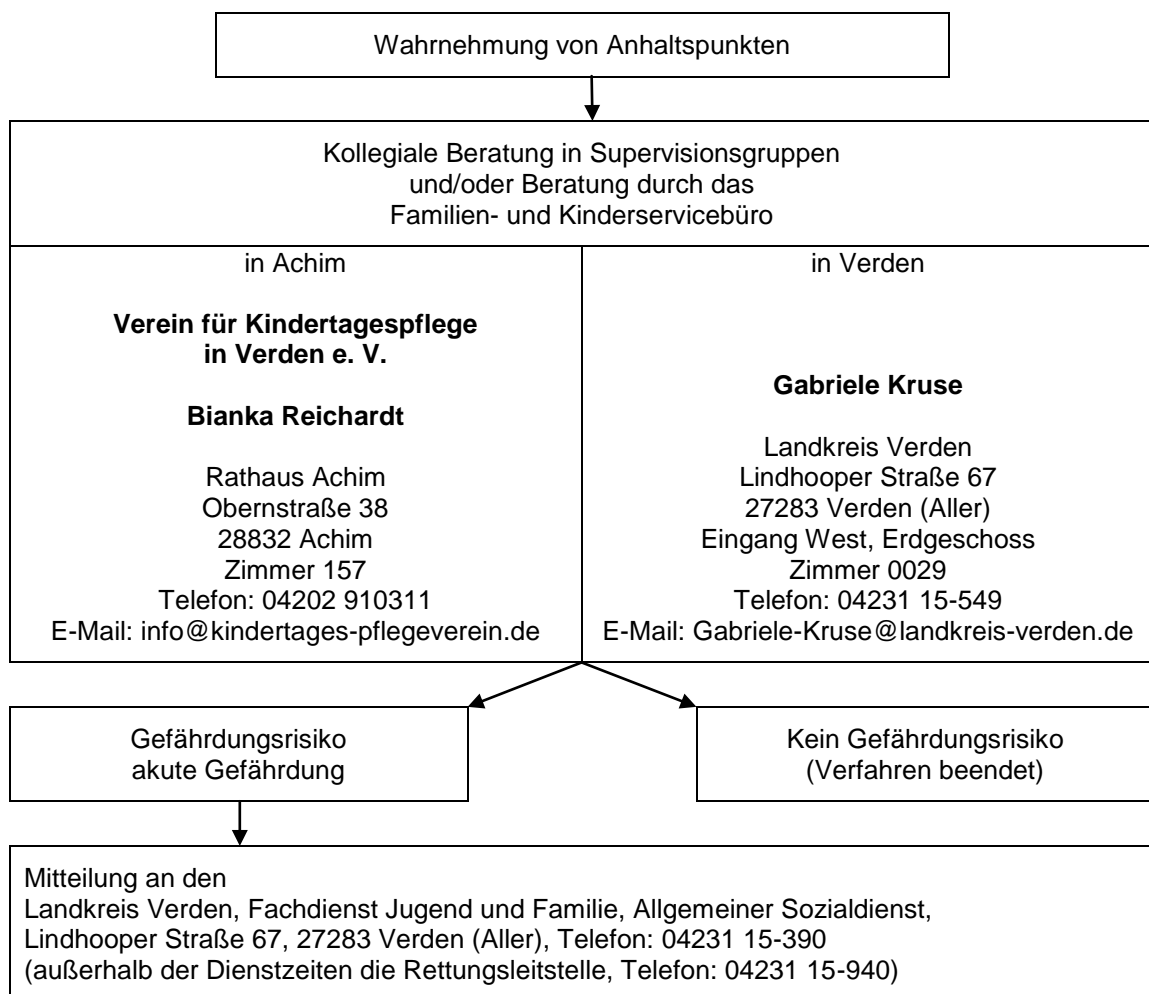 Wahrnehmung von Anhaltspunkten
Kollegiale Beratung in Supervisionsgruppen
und/oder Beratung durch das
Familien- und Kinderservicebüro
in Achim
Verein für Kindertagespflege
in Verden e. V.
Bianka Reichardt
Rathaus Achim
Obernstraße 38
28832 Achim
Zimmer 157
Telefon: 04202 910311
E-Mail: info@kindertages-pflegeverein.de
in Verden
Gabriele Kruse
Landkreis Verden
Lindhooper Straße 67
27283 Verden (Aller)
Eingang West, Erdgeschoss
Zimmer 0029
Telefon: 04231 15-549
E-Mail: Gabriele-Kruse@landkreis-verden.de
Gefährdungsrisiko
akute Gefährdung
Kein Gefährdungsrisiko
(Verfahren beendet)
Mitteilung an den
Landkreis Verden, Fachdienst Jugend und Familie, Allgemeiner Sozialdienst,
Lindhooper Straße 67, 27283 Verden (Aller), Telefon: 04231 15-390
(außerhalb der Dienstzeiten die Rettungsleitstelle, Telefon: 04231 15-940)